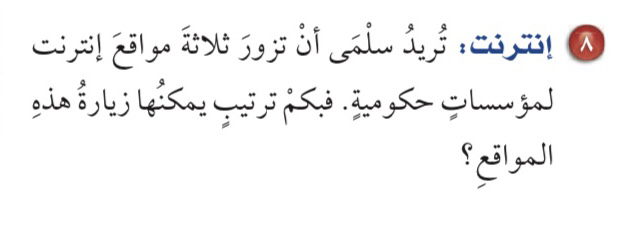 ٨ إنترنت: تُريدُ سلْمَى أنْ تزورَ ثلاثةَ مواقعَ إنترنت
لمؤسساتٍ حكوميةٍ. فبكمْ ترتيبٍ يمكنُها زيارةُ هذهِ
المواقعِ؟